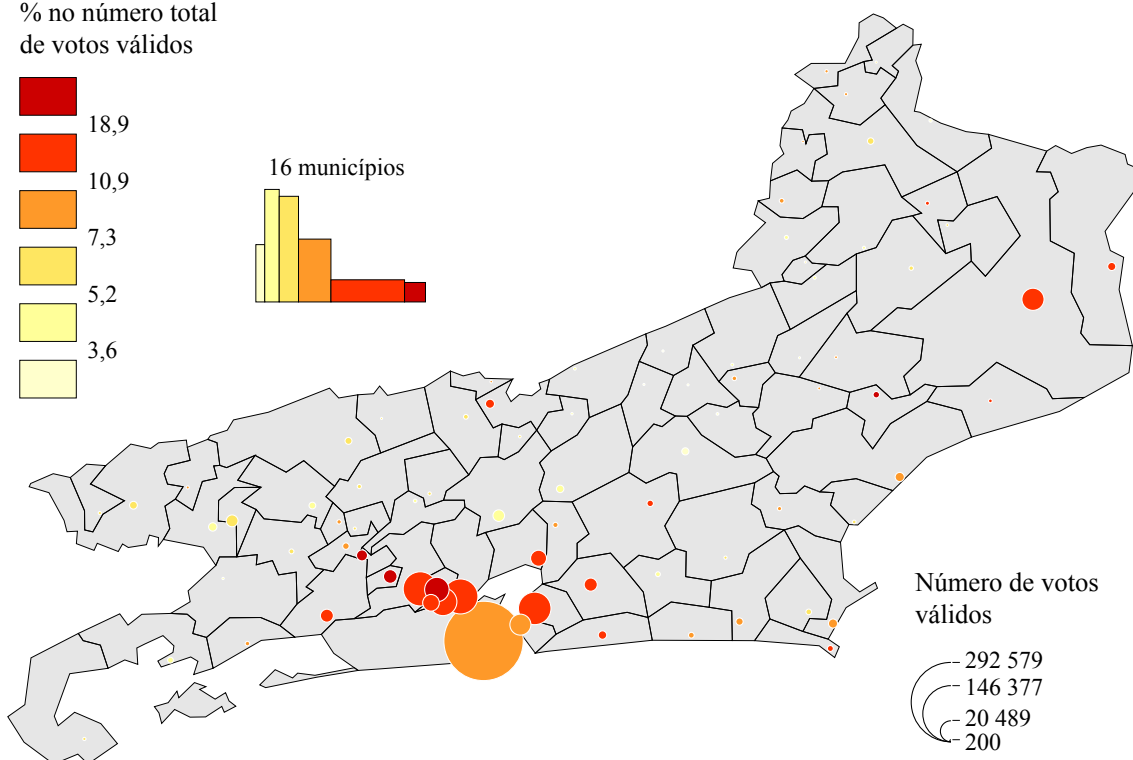 % no número total
de votos válidos
18,9
10,9
7,3
5,2
3,6
16 municípios
Número de votos
válidos
292 579
146 377
20 489
200